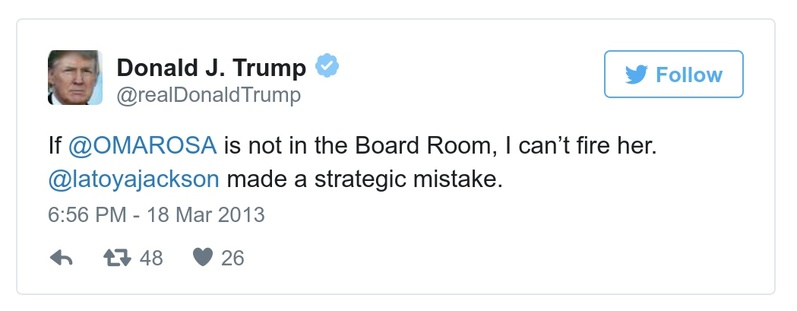 Donald J. Trump
Follow
@realDonaldTrump
If @OMAROSA is not in the Board Room, I can’t fire her.
@latoyajackson made a strategic mistake.
6:56 PM - 18 Mar 2013
48 26